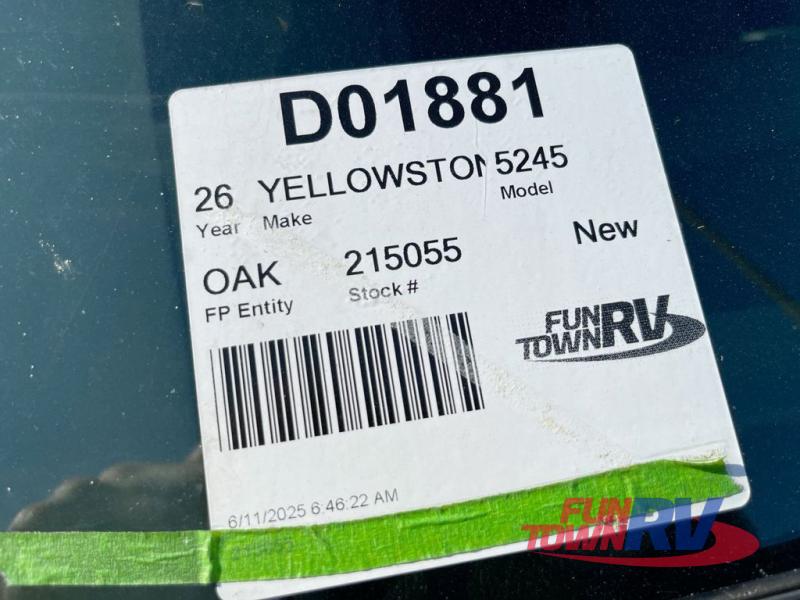 D01881
26 YELLOWSTON 5245
Year Make Model
OAK 215055 New
FP Entity Stock #
FUN TOWN RV
6/11/2025 6:46:22 AM
FUN TOWN RV